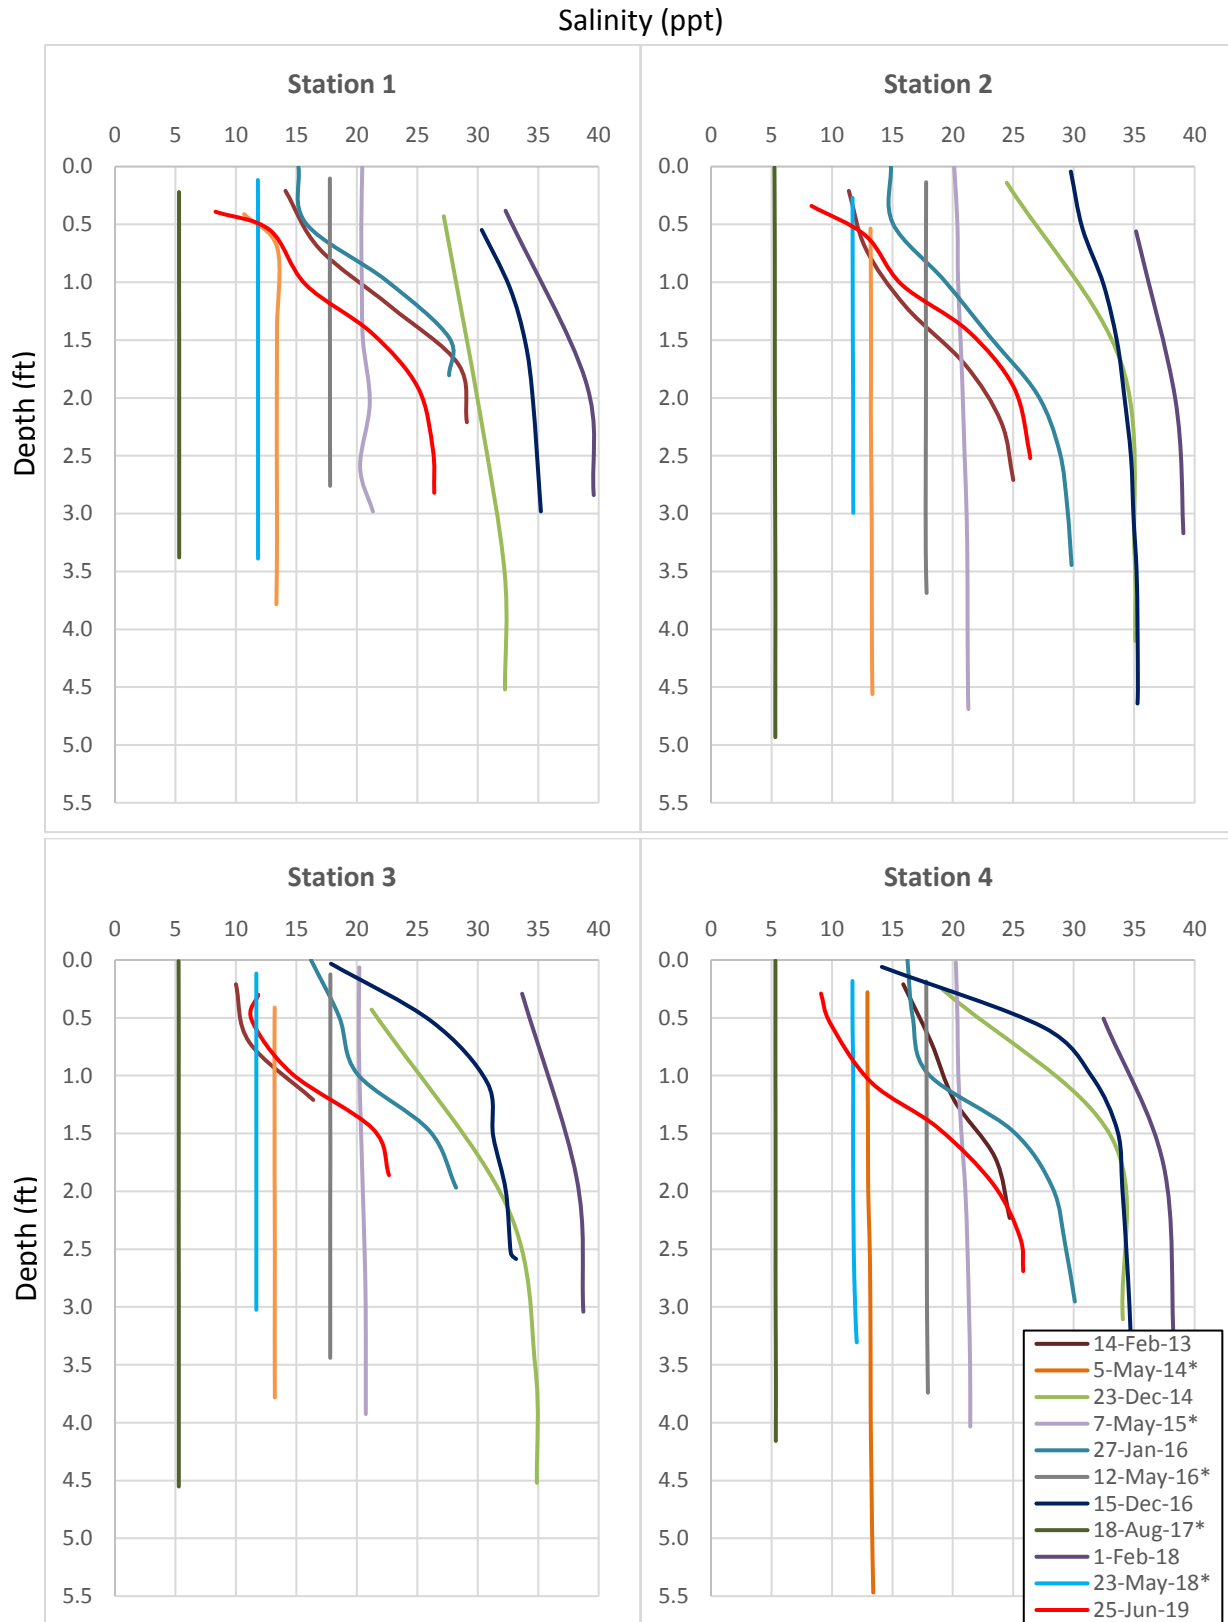 Salinity (ppt)
Station 1
0 5 10 15 20 25 30 35 40
0.0
0.5
1.0
1.5
2.0
2.5
3.0
3.5
4.0
4.5
5.0
5.5
Depth (ft)
Station 2
0 5 10 15 20 25 30 35 40
0.0
0.5
1.0
1.5
2.0
2.5
3.0
3.5
4.0
4.5
5.0
5.5
Station 3
0 5 10 15 20 25 30 35 40
0.0
0.5
1.0
1.5
2.0
2.5
3.0
3.5
4.0
4.5
5.0
5.5
Depth (ft)
Station 4
0 5 10 15 20 25 30 35 40
0.0
0.5
1.0
1.5
2.0
2.5
3.0
3.5
4.0
4.5
5.0
5.5
14-Feb-13
5-May-14*
23-Dec-14
7-May-15*
27-Jan-16
12-May-16*
15-Dec-16
18-Aug-17*
1-Feb-18
23-May-18*
25-Jun-19